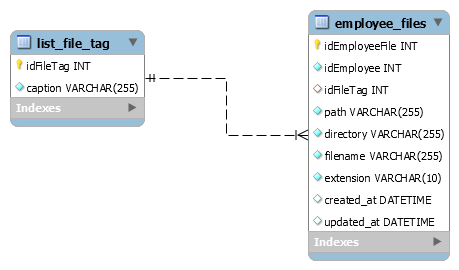 list_file_tag
idFileTag INT
caption VARCHAR(255)
Indexes
employee_files
idEmployeeFile INT
idEmployee INT
idFileTag INT
path VARCHAR(255)
directory VARCHAR(255)
filename VARCHAR(255)
extension VARCHAR(10)
created_at DATETIME
updated_at DATETIME
Indexes